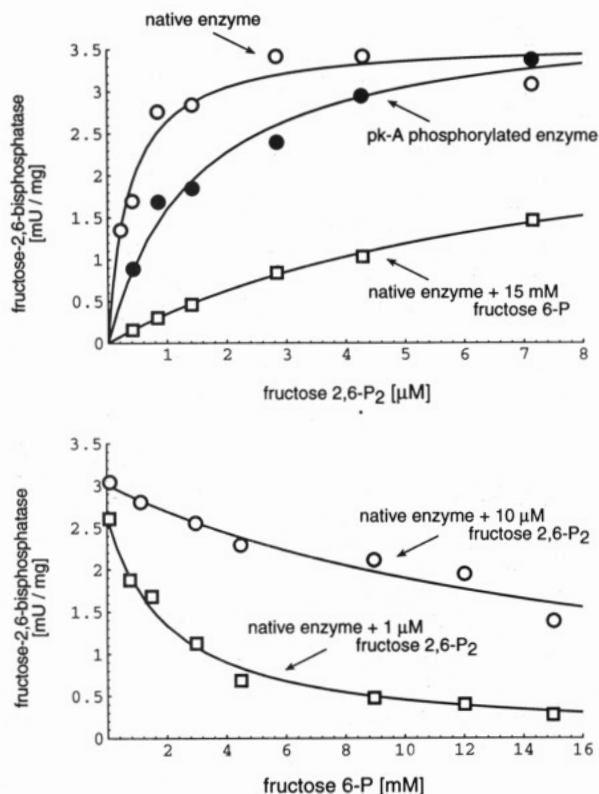 native enzyme
3.5
3
2.5
2
1.5
1
0.5
0
fructose-2,6-bisphosphatase
[mU / mg]
pk-A phosphorylated enzyme
native enzyme + 15 mM
fructose 6-P
1 2 3 4 5 6 7 8
fructose 2,6-P₂ [μM]
3.5
3
2.5
2
1.5
1
0.5
0
fructose-2,6-bisphosphatase
[mU / mg]
native enzyme + 10 μM
fructose 2,6-P₂
native enzyme + 1 μM
fructose 2,6-P₂
2 4 6 8 10 12 14 16
fructose 6-P [mM]